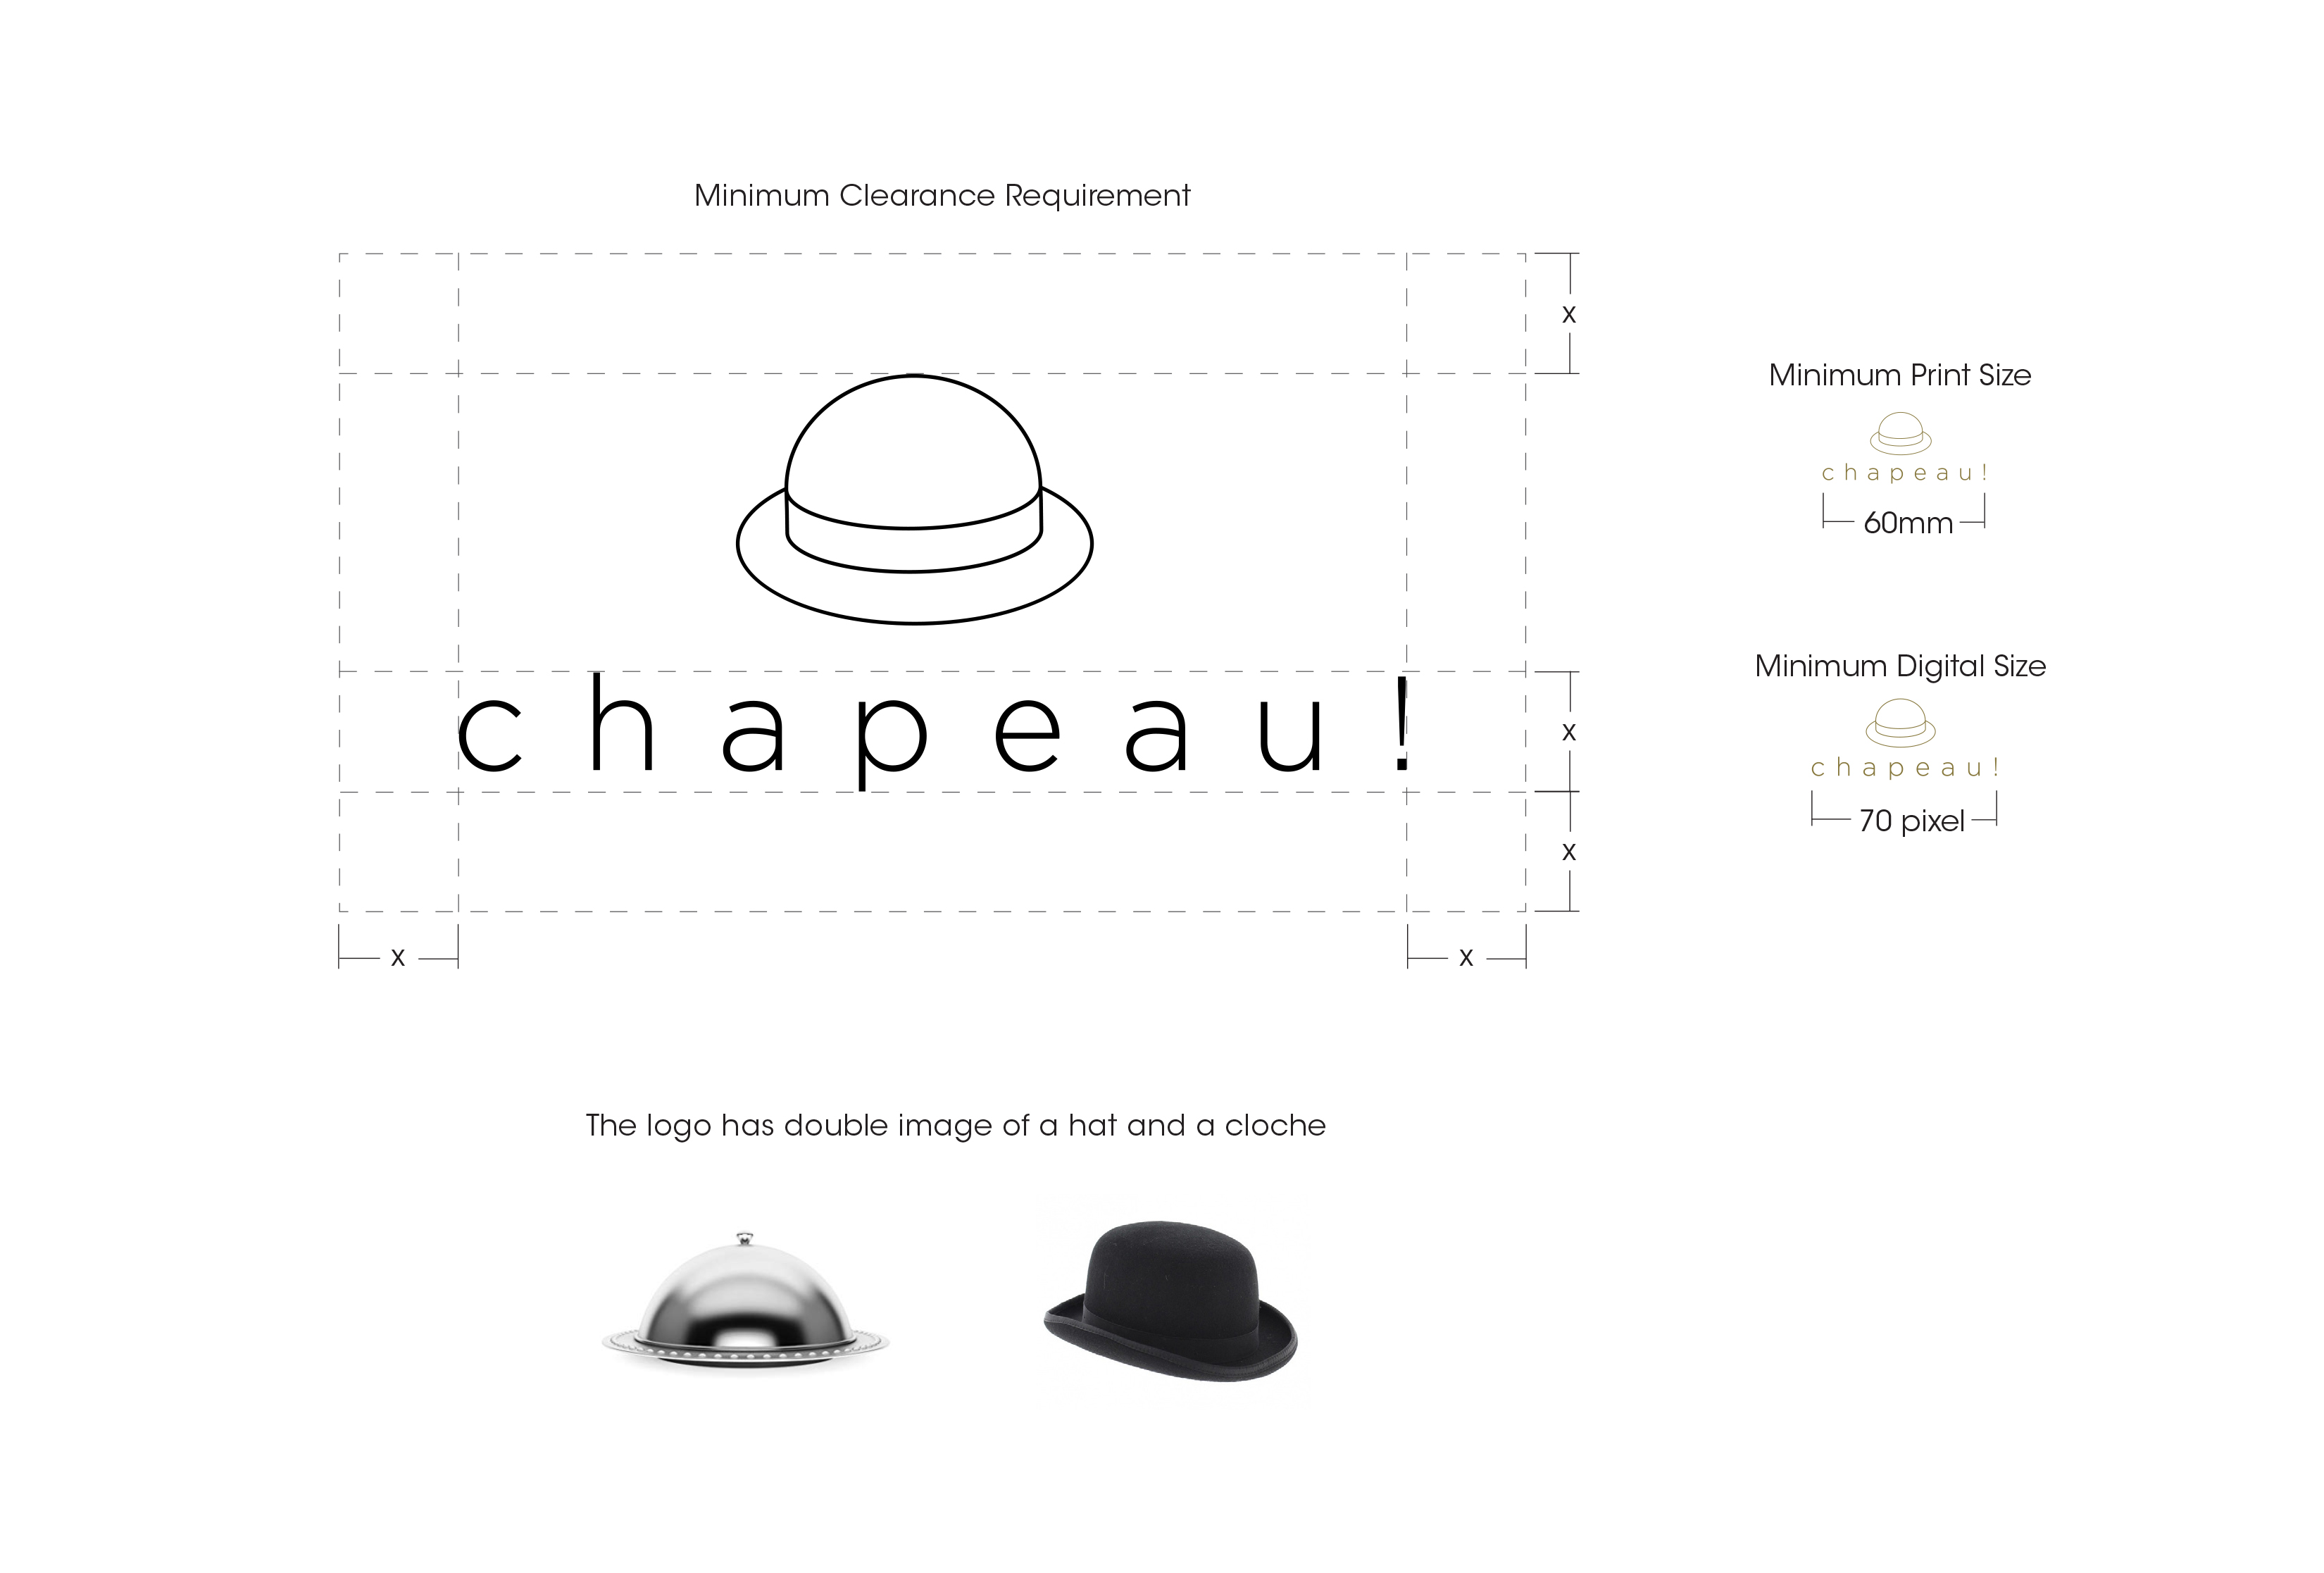 Minimum Clearance Requirement
x
chapeau!
x
x
x
x
Minimum Print Size
chapeau!
60mm
Minimum Digital Size
chapeau!
70 pixel
The logo has double image of a hat and a cloche